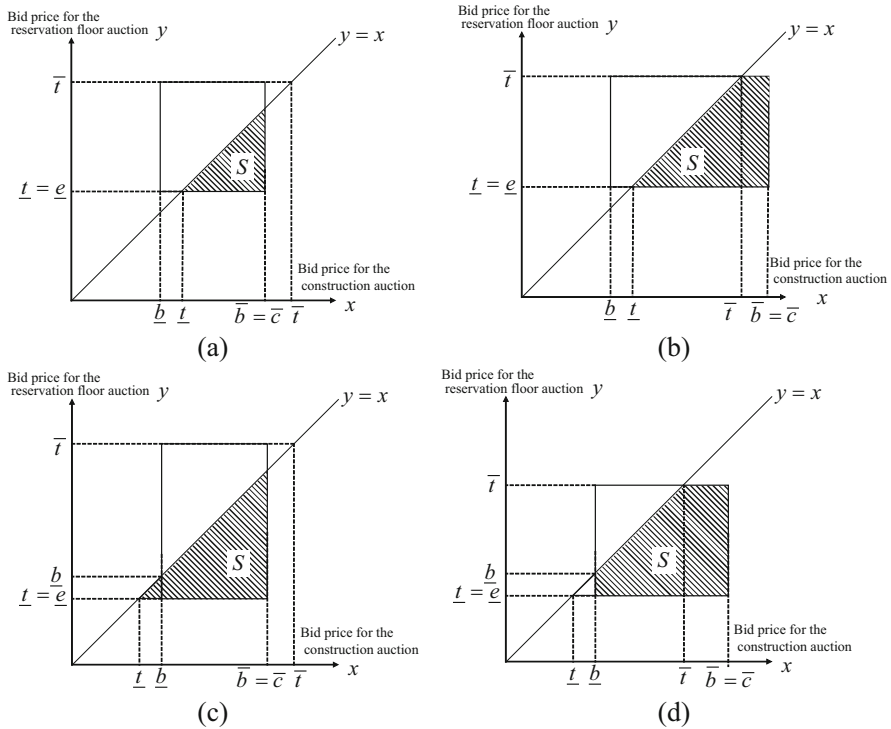 Bid price for the
reservation floor auction y
y = x
t̅
S
t̲ = e̲
Bid price for the
construction auction
x
b̲ t̲ b̅ = c̅ t̅
(a)
Bid price for the
reservation floor auction y
y = x
t̅
S
t̲ = e̲
Bid price for the
construction auction
x
b̲ t̲ t̅ b̅ = c̅
(b)
Bid price for the
reservation floor auction y
y = x
t̅
S
b̲
t̲ = e̲
Bid price for the
construction auction
x
t̲ b̲ b̅ = c̅ t̅
(c)
Bid price for the
reservation floor auction y
y = x
t̅
S
b̲
t̲ = e̲
Bid price for the
construction auction
x
t̲ b̲ t̅ b̅ = c̅
(d)